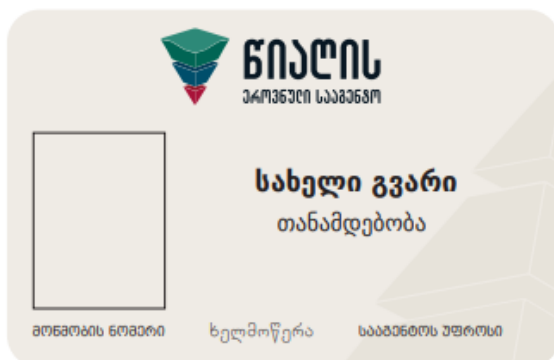 წიაღის
ეროვნული სააგენტო
სახელი გვარი
თანამდებობა
მოწმობის ნომერი
ხელმოწერა
სააგენტოს უფროსი